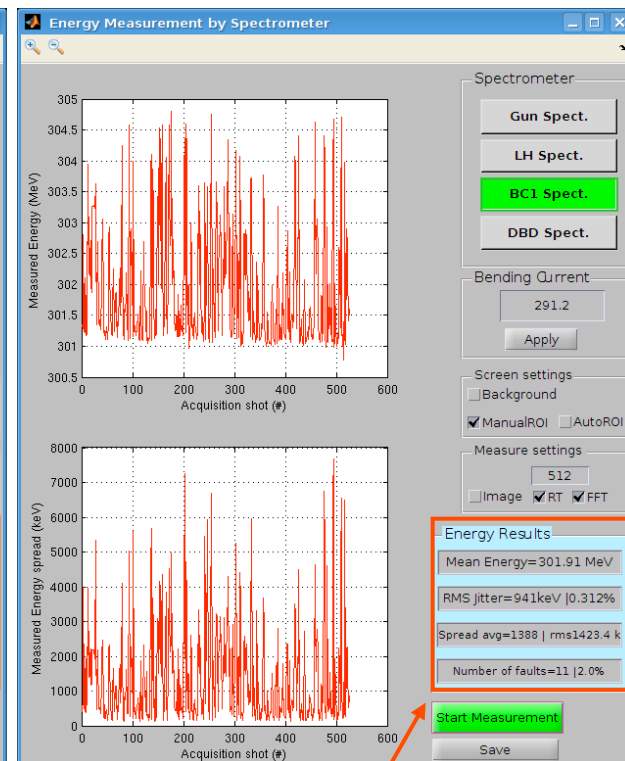 Energy Measurement by Spectrometer
305
304.5
304
303.5
303
302.5
302
301.5
301
300.5
0 100 200 300 400 500 600
Measured Energy (MeV)
Acquisition shot (#)
8000
7000
6000
5000
4000
3000
2000
1000
0
0 100 200 300 400 500 600
Measured Energy spread (keV)
Acquisition shot (#)
Spectrometer
Gun Spect.
LH Spect.
BC1 Spect.
DBD Spect.
Bending Current
291.2
Apply
Screen settings
Background
ManualROI AutoROI
Measure settings
512
Image RT FFT
Energy Results
Mean Energy=301.91 MeV
RMS Jitter=941keV |0.312%
Spread avg=1388 | rms1423.4 k
Number of faults=11 |2.0%
Start Measurement
Save